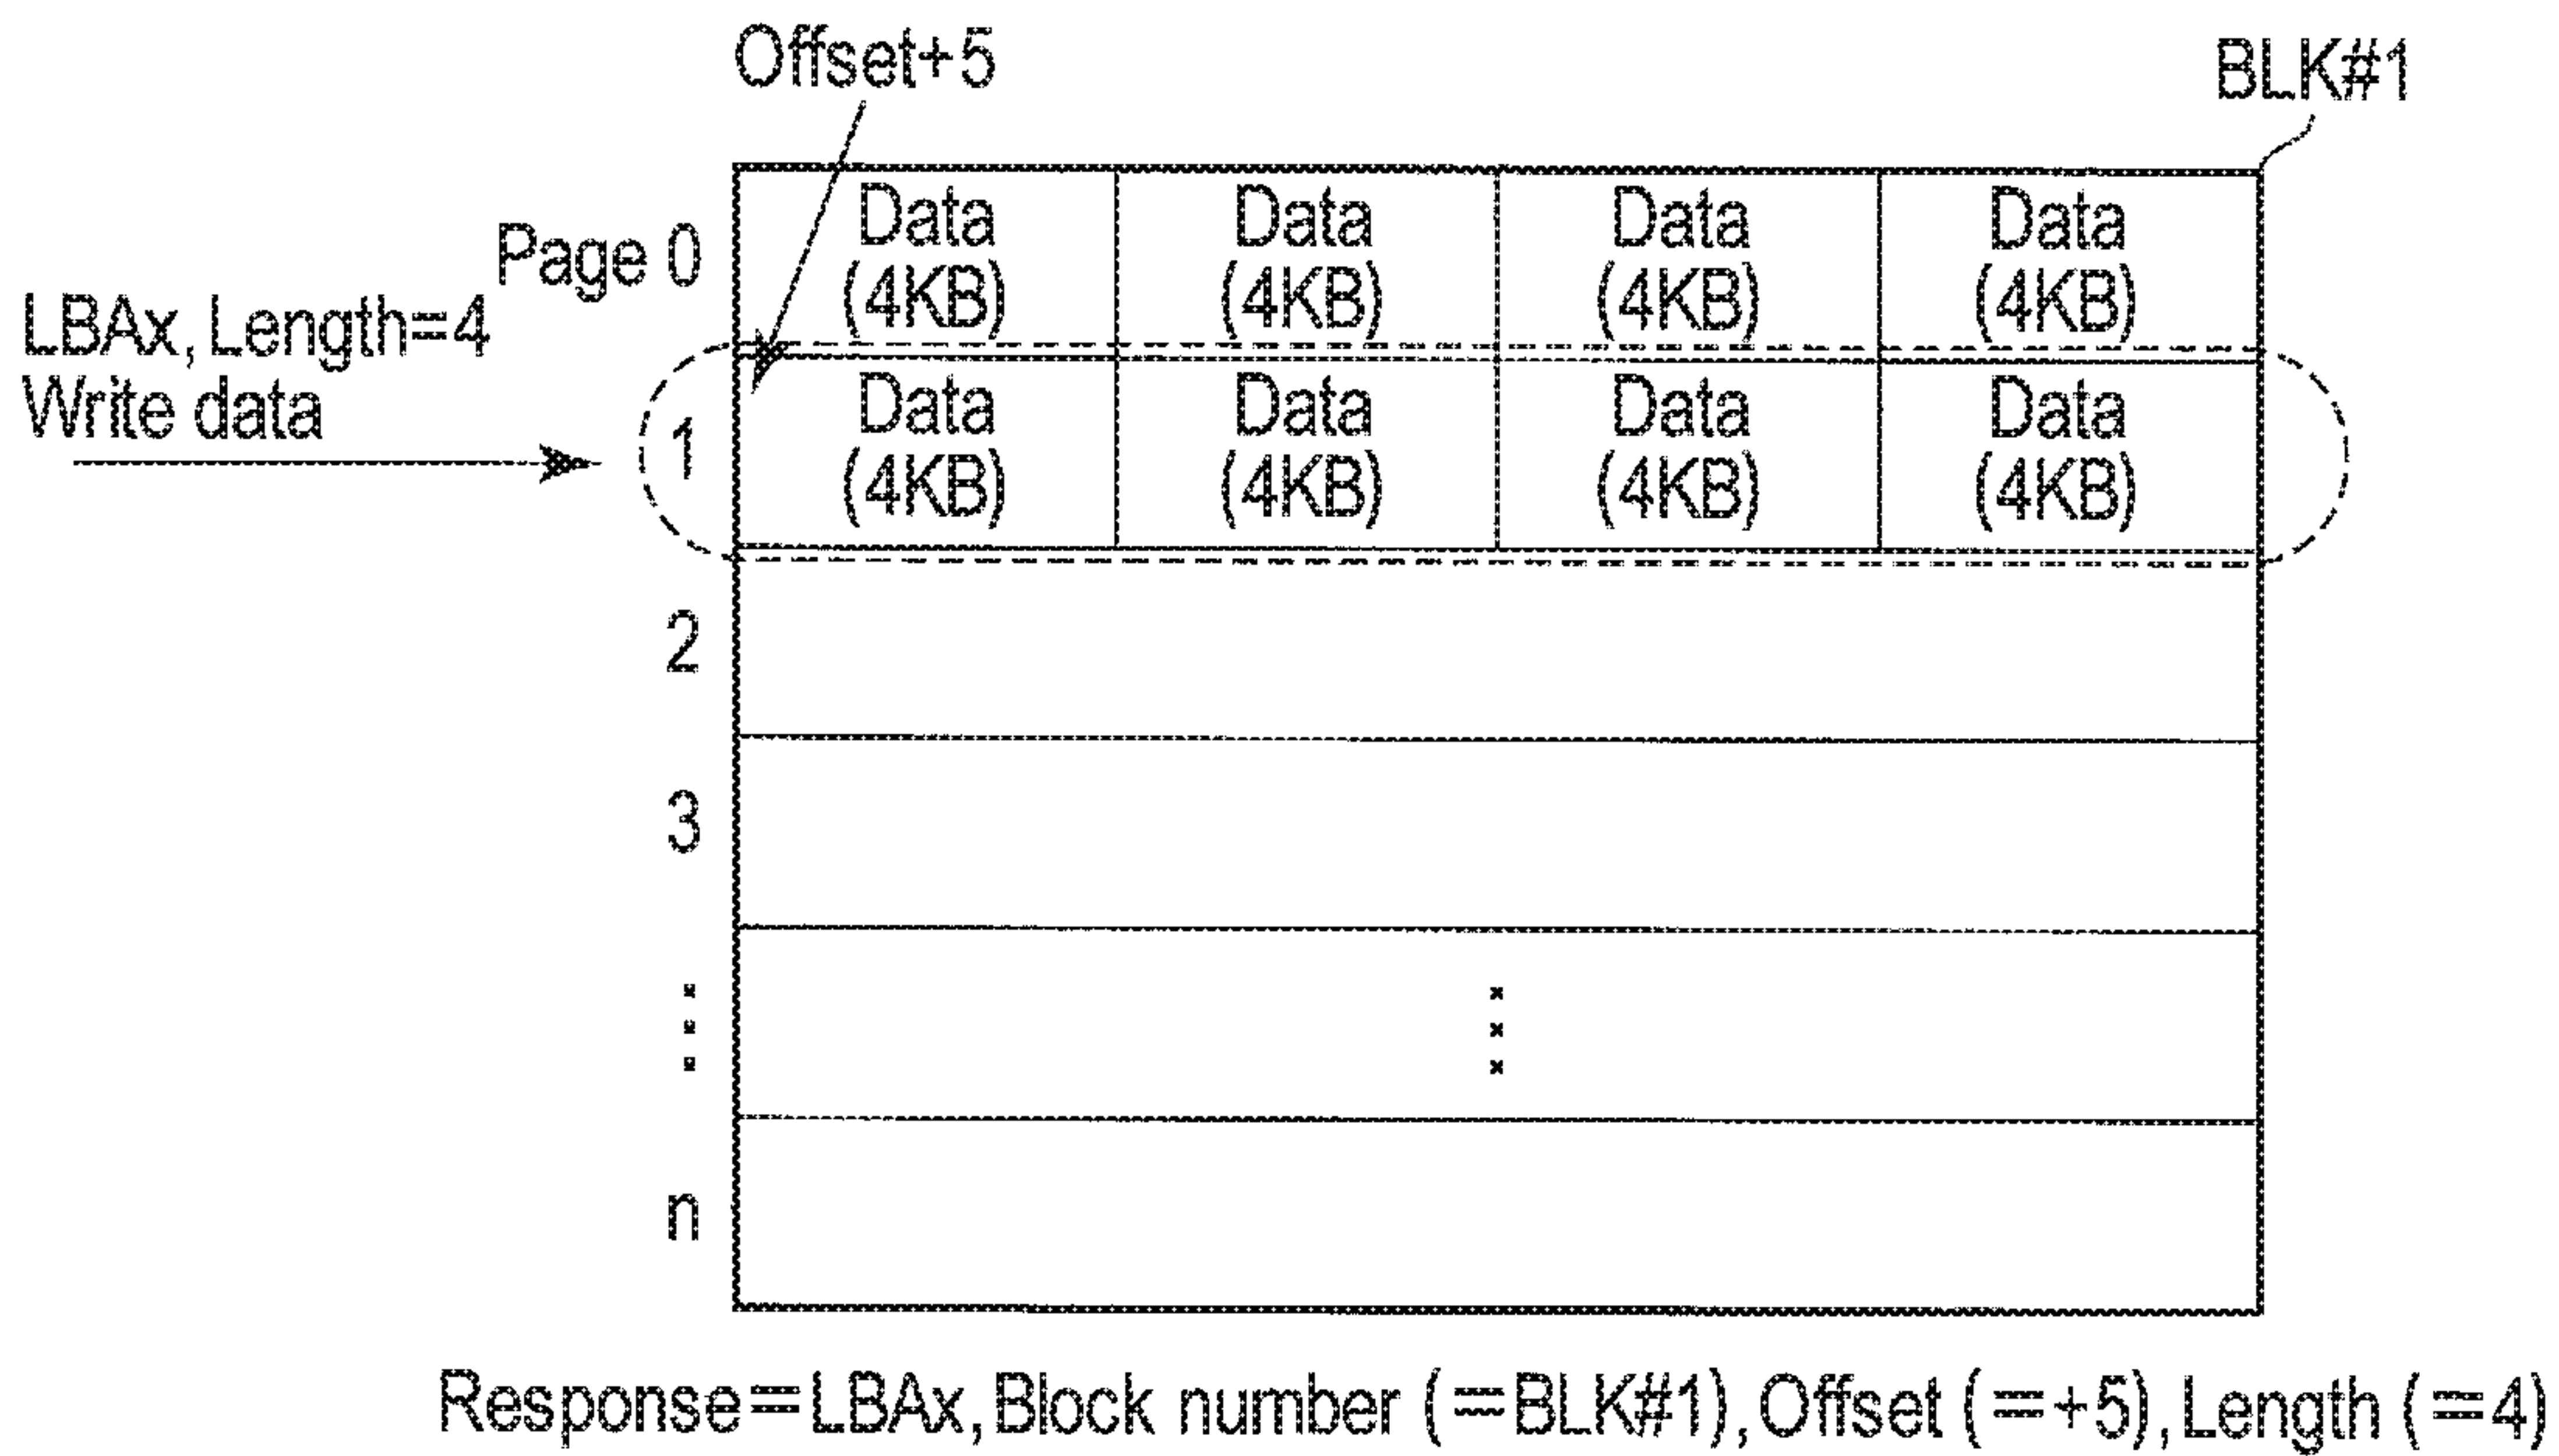 Offset+5
BLK#1
Page 0
Data Data Data Data
(4KB) (4KB) (4KB) (4KB)
LBAx, Length=4
Write data
1
Data Data Data Data
(4KB) (4KB) (4KB) (4KB)
2
3
n
Response=LBAx, Block number (=BLK#1), Offset (=+5), Length (=4)